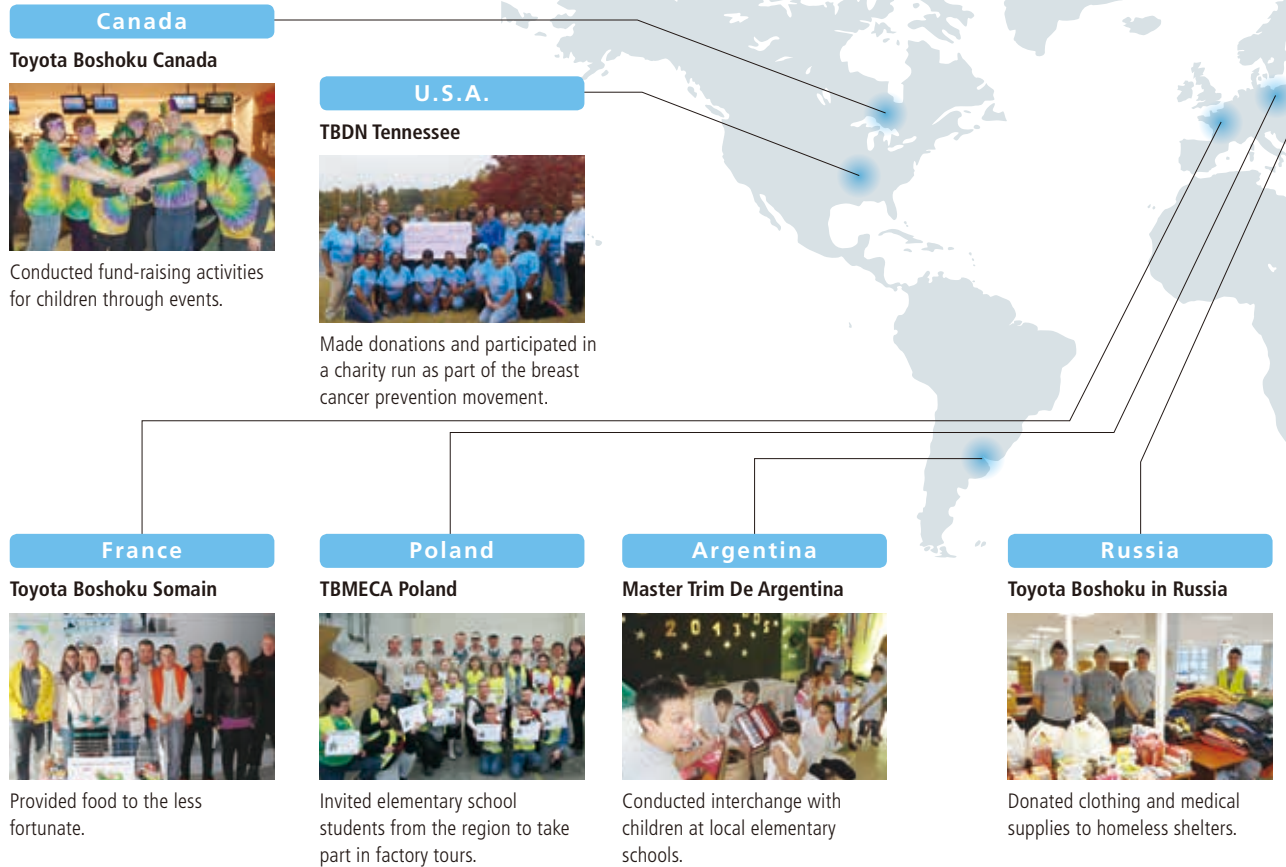 Canada
Toyota Boshoku Canada
Conducted fund-raising activities
for children through events.
U.S.A.
TBDN Tennessee
Made donations and participated in
a charity run as part of the breast
cancer prevention movement.
France
Toyota Boshoku Somain
Provided food to the less
fortunate.
Poland
TBMECA Poland
Invited elementary school
students from the region to take
part in factory tours.
Argentina
Master Trim De Argentina
2013
Conducted interchange with
children at local elementary
schools.
Russia
Toyota Boshoku in Russia
Donated clothing and medical
supplies to homeless shelters.